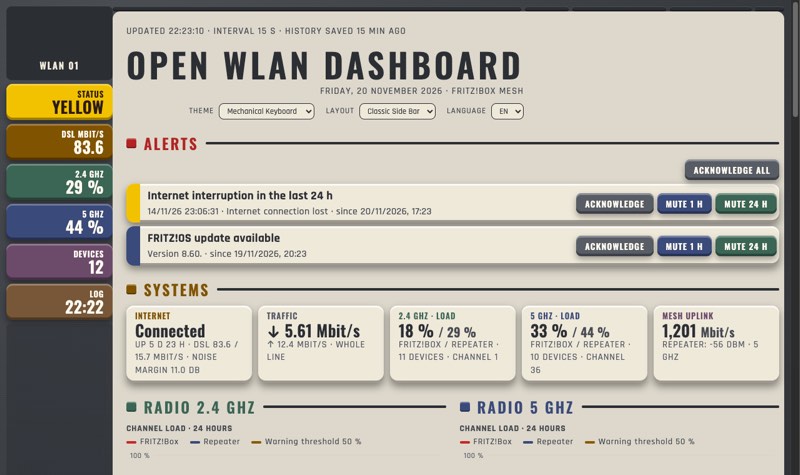 WLAN 01
STATUS
YELLOW
DSL MBIT/S
83.6
2.4 GHZ
29 %
5 GHZ
44 %
DEVICES
12
LOG
22:22
UPDATED 22:23:10 · INTERVAL 15 S · HISTORY SAVED 15 MIN AGO
OPEN WLAN DASHBOARD
FRIDAY, 20 NOVEMBER 2026 · FRITZ!BOX MESH
THEME Mechanical Keyboard LAYOUT Classic Side Bar LANGUAGE EN
ALERTS
ACKNOWLEDGE ALL
Internet interruption in the last 24 h
14/11/26 23:06:31 · Internet connection lost · since 20/11/2026, 17:23
ACKNOWLEDGE MUTE 1 H MUTE 24 H
FRITZ!OS update available
Version 8.60. · since 19/11/2026, 20:23
ACKNOWLEDGE MUTE 1 H MUTE 24 H
SYSTEMS
INTERNET
Connected
UP 5 D 23 H · DSL 83.6 /
15.7 MBIT/S · NOISE
MARGIN 11.0 DB
TRAFFIC
↓ 5.61 Mbit/s
↑ 12.4 MBIT/S · WHOLE
LINE
2.4 GHZ · LOAD
18 % / 29 %
FRITZ!BOX / REPEATER ·
11 DEVICES · CHANNEL 1
5 GHZ · LOAD
33 % / 44 %
FRITZ!BOX / REPEATER ·
10 DEVICES · CHANNEL
36
MESH UPLINK
1,201 Mbit/s
REPEATER: -56 DBM · 5
GHZ
RADIO 2.4 GHZ
CHANNEL LOAD · 24 HOURS
FRITZ!Box Repeater Warning threshold 50 %
100 %
RADIO 5 GHZ
CHANNEL LOAD · 24 HOURS
FRITZ!Box Repeater Warning threshold 50 %
100 %